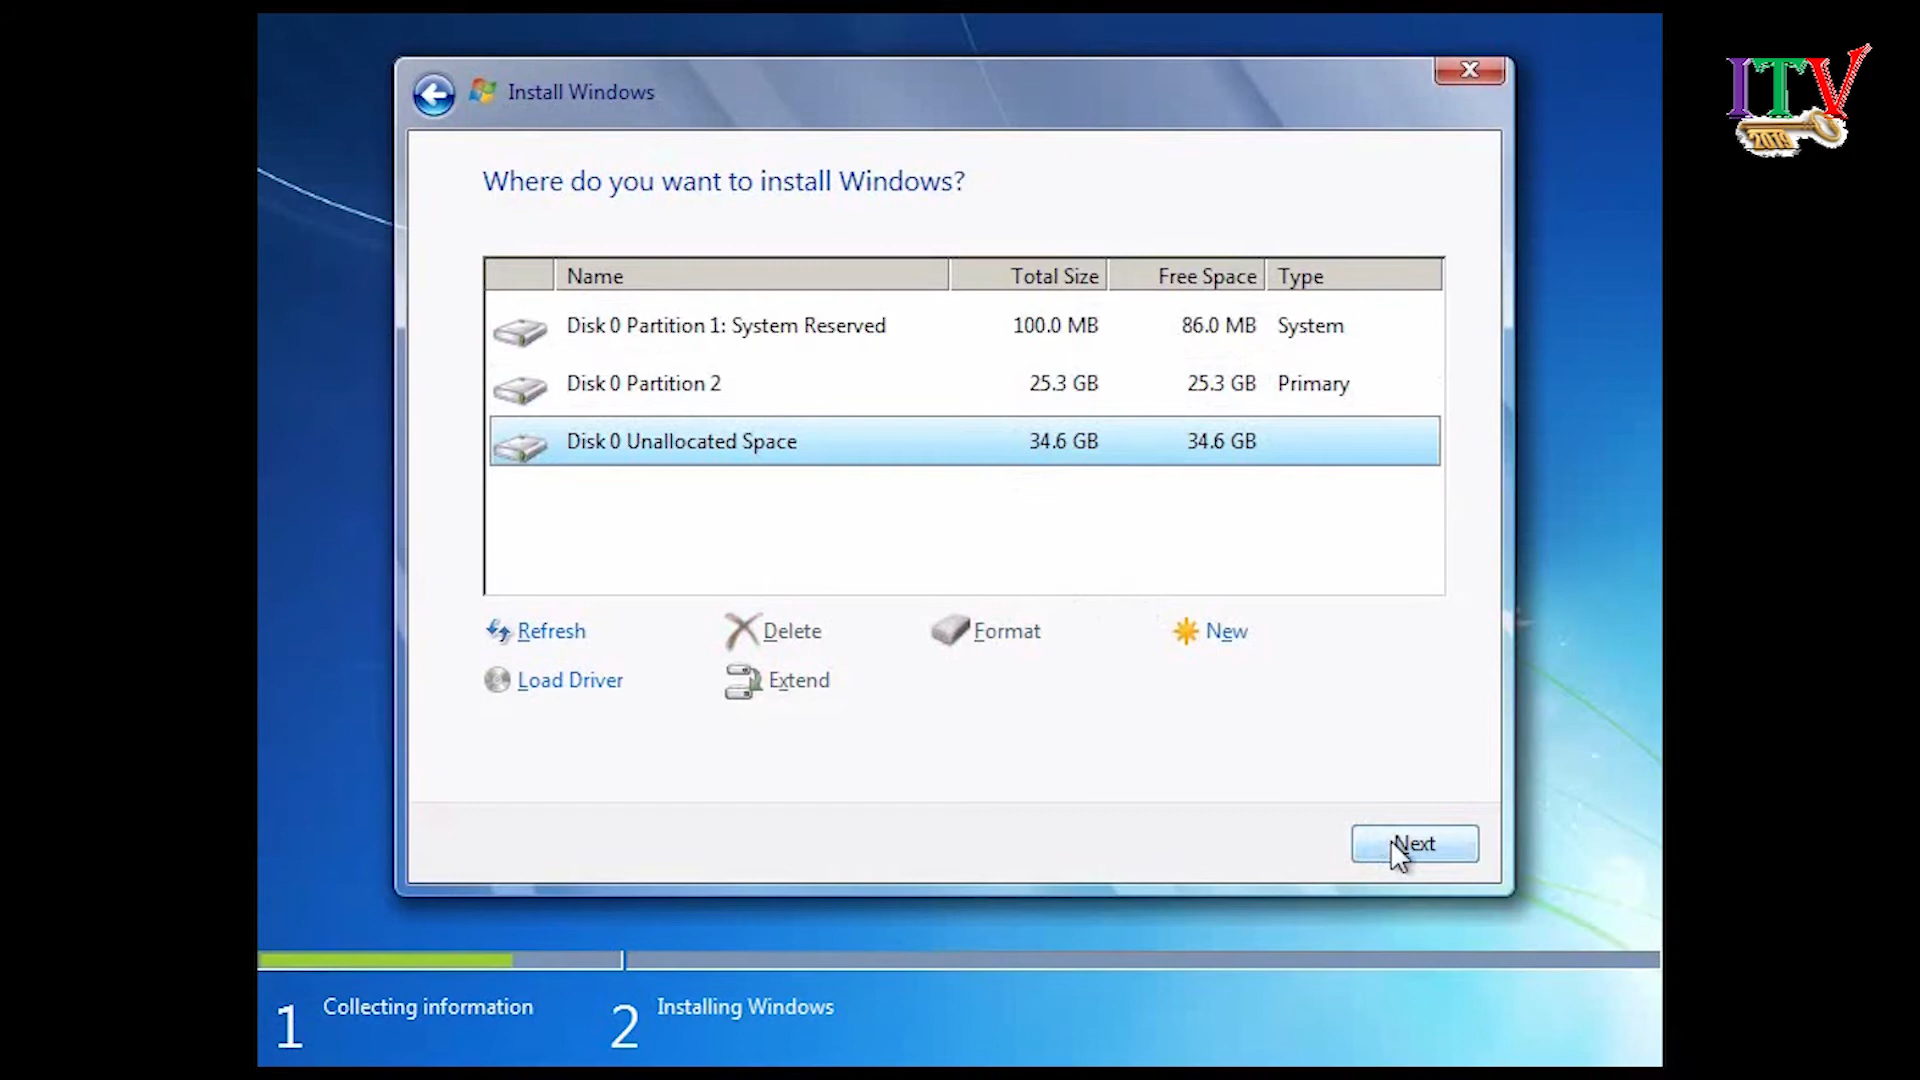 ITV
2019
Install Windows
Where do you want to install Windows?
Name Total Size Free Space Type
Disk 0 Partition 1: System Reserved 100.0 MB 86.0 MB System
Disk 0 Partition 2 25.3 GB 25.3 GB Primary
Disk 0 Unallocated Space 34.6 GB 34.6 GB
Refresh Delete Format New
Load Driver Extend
Next
1 Collecting information 2 Installing Windows